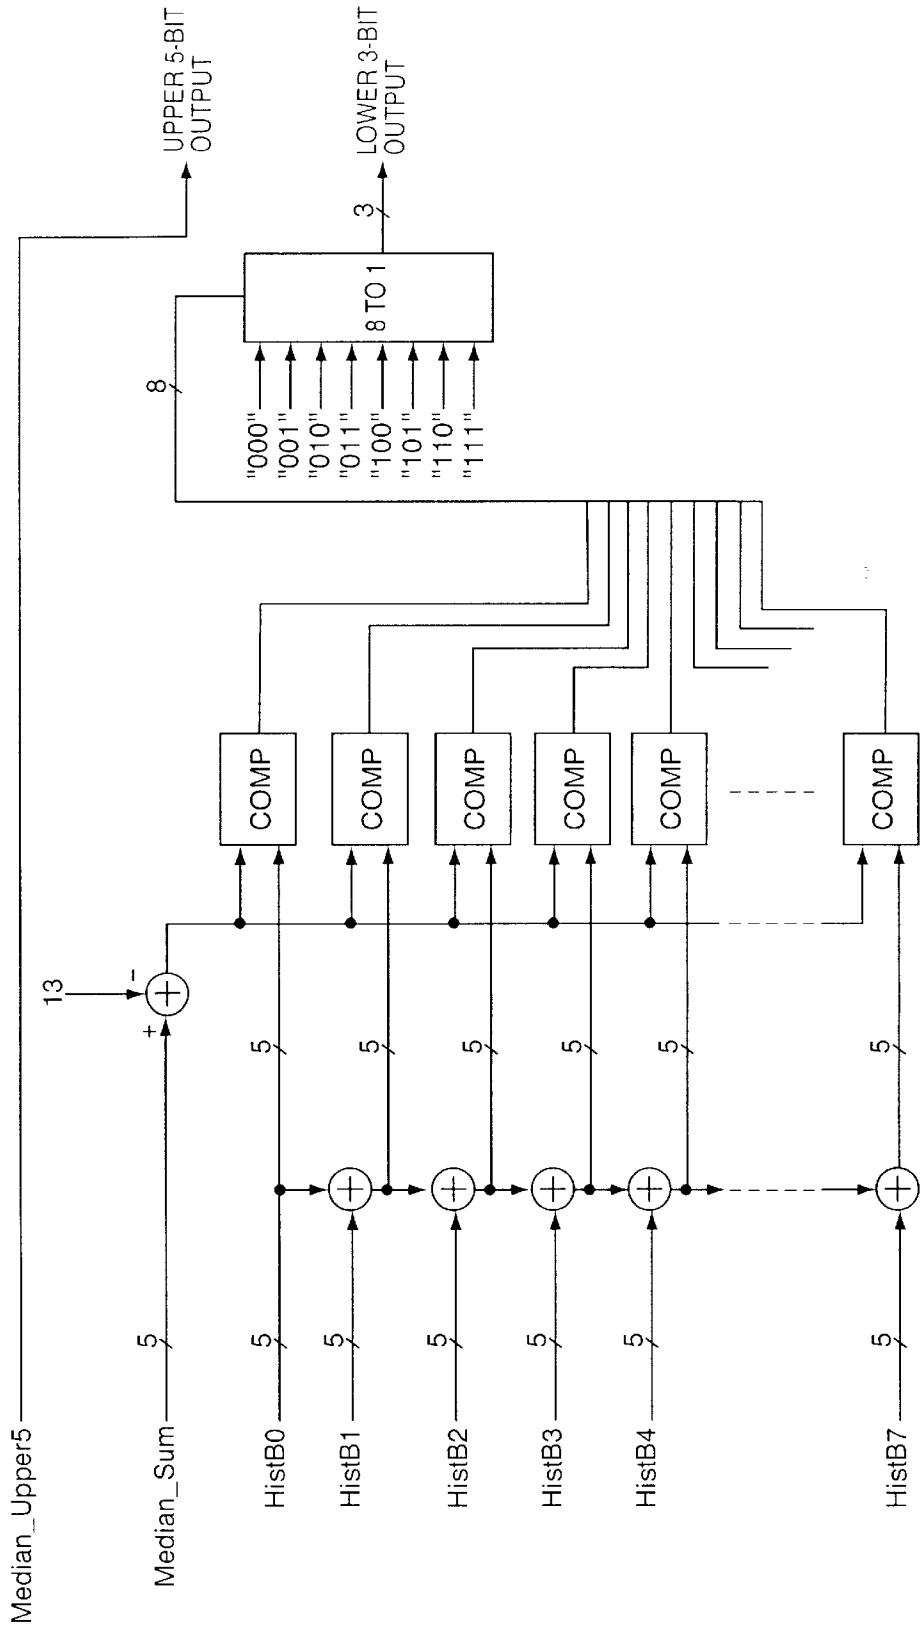 Median_Upper5
UPPER 5-BIT
OUTPUT
Median_Sum
5
+
13
-
+
8
"000"
"001"
"010"
"011"
"100"
"101"
"110"
"111"
8 TO 1
3
LOWER 3-BIT
OUTPUT
HistB0
5
5
COMP
HistB1
5
+
5
COMP
HistB2
5
+
5
COMP
HistB3
5
+
5
COMP
HistB4
5
+
5
COMP
HistB7
5
+
5
COMP